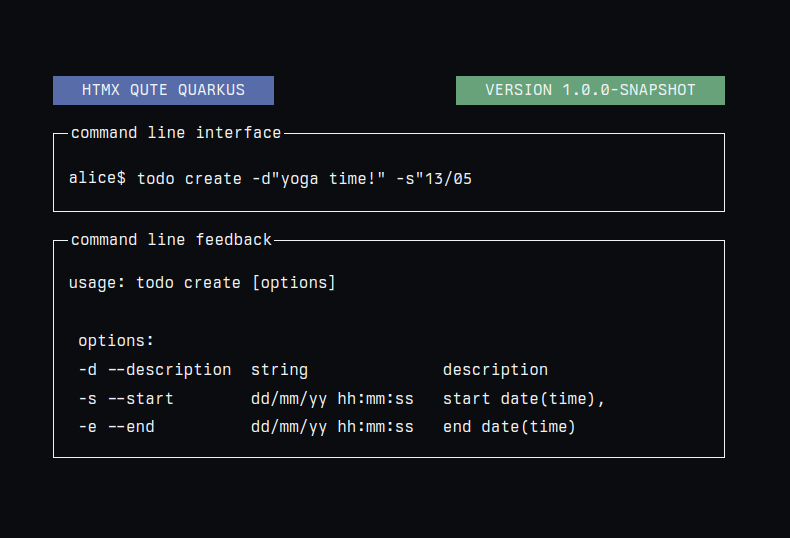 HTMX QUTE QUARKUS
VERSION 1.0.0-SNAPSHOT
command line interface
alice$ todo create -d"yoga time!" -s"13/05
command line feedback
usage: todo create [options]
options:
-d --description  string              description
-s --start        dd/mm/yy hh:mm:ss   start date(time),
-e --end          dd/mm/yy hh:mm:ss   end date(time)